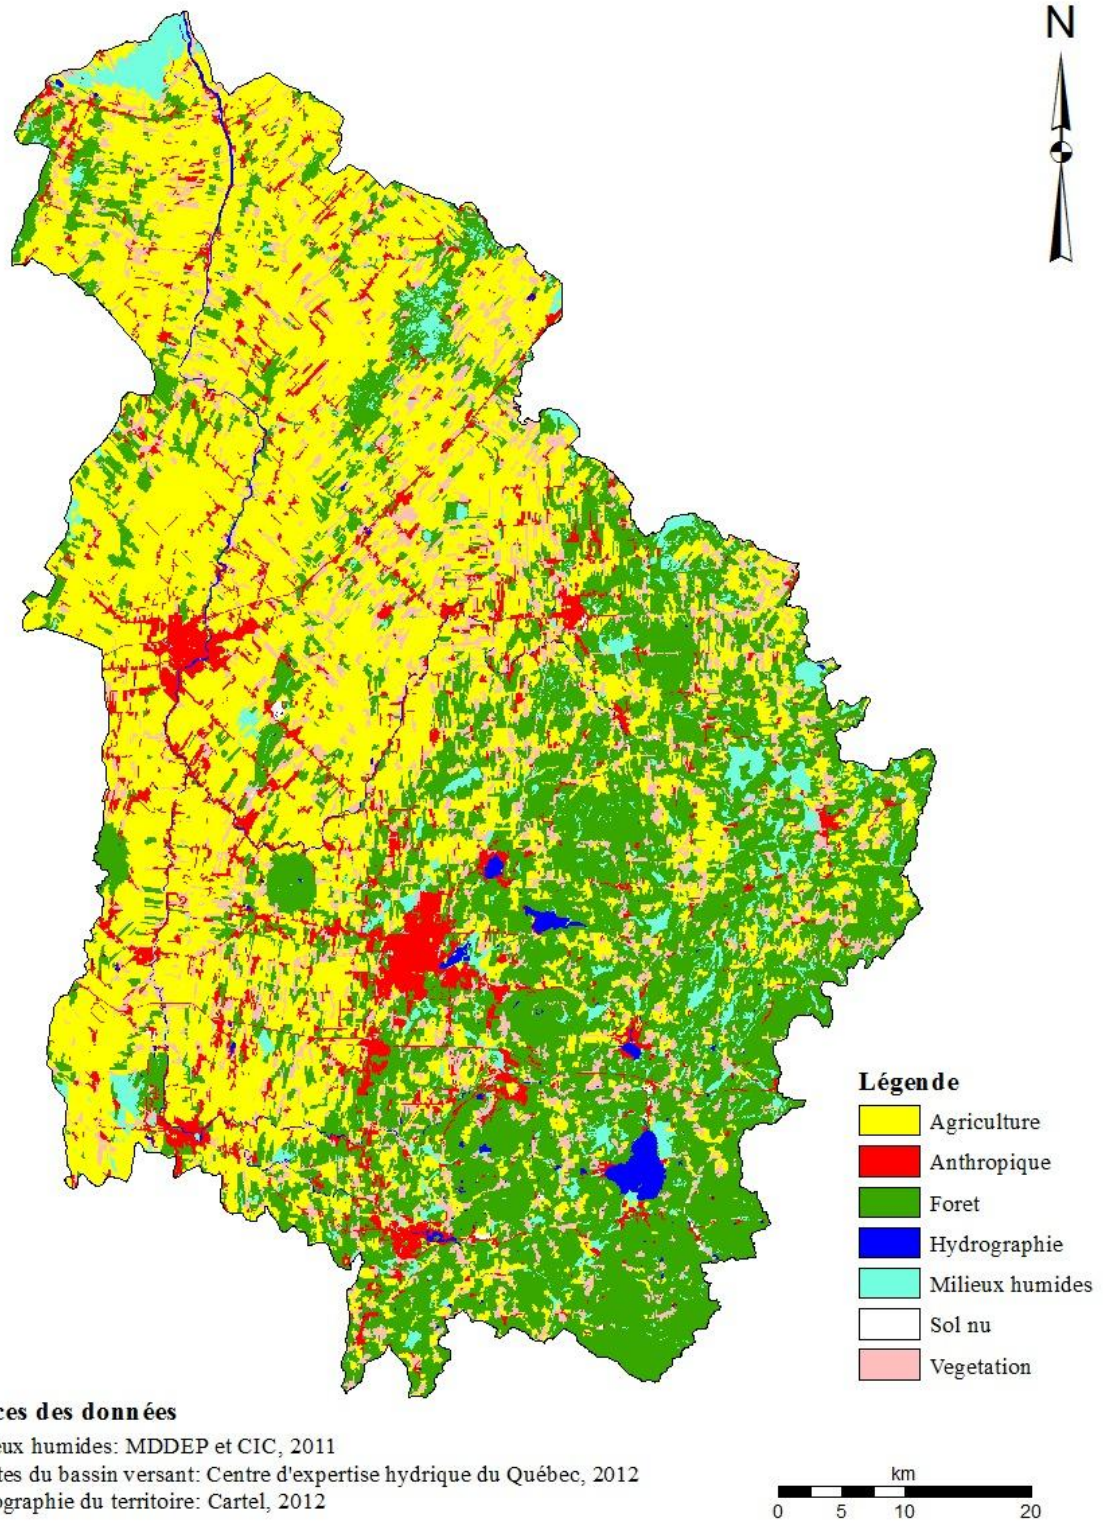 N
Légende
Agriculture
Anthropique
Foret
Hydrographie
Milieux humides
Sol nu
Vegetation
ces des données
eux humides: MDDEP et CIC, 2011
tes du bassin versant: Centre d'expertise hydrique du Québec, 2012
ographie du territoire: Cartel, 2012
km
0 5 10 20